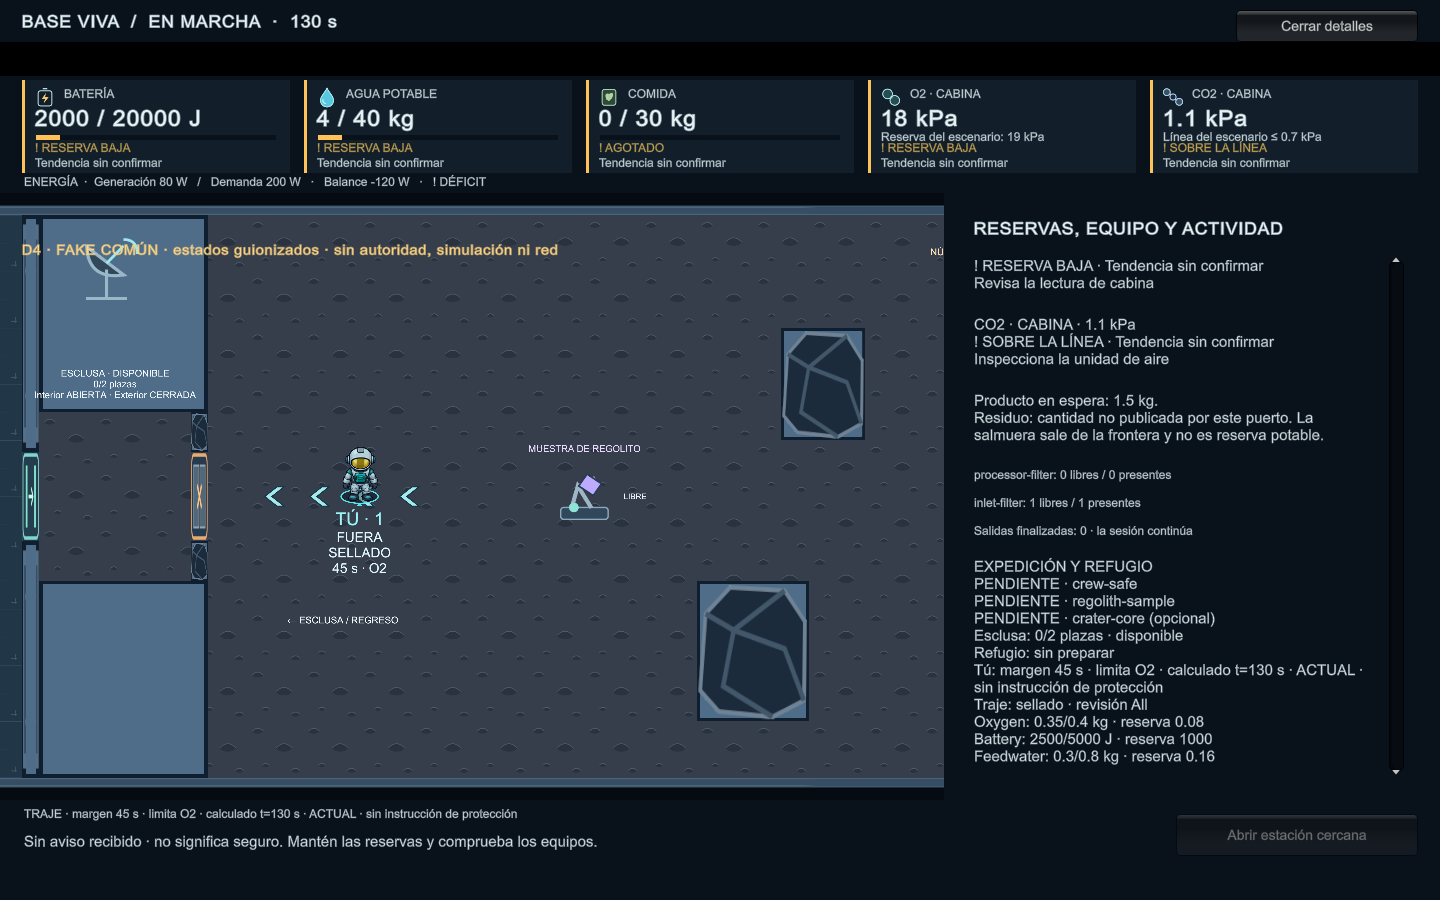 BASE VIVA / EN MARCHA · 130 s
Cerrar detalles
BATERÍA
2000 / 20000 J
! RESERVA BAJA
Tendencia sin confirmar
AGUA POTABLE
4 / 40 kg
! RESERVA BAJA
Tendencia sin confirmar
COMIDA
0 / 30 kg
! AGOTADO
Tendencia sin confirmar
O2 · CABINA
18 kPa
Reserva del escenario: 19 kPa
! RESERVA BAJA
Tendencia sin confirmar
CO2 · CABINA
1.1 kPa
Línea del escenario ≤ 0.7 kPa
! SOBRE LA LÍNEA
Tendencia sin confirmar
ENERGÍA · Generación 80 W / Demanda 200 W · Balance -120 W · ! DÉFICIT
D4 · FAKE COMÚN · estados guionizados · sin autoridad, simulación ni red
NÚ
ESCLUSA · DISPONIBLE
0/2 plazas
Interior ABIERTA · Exterior CERRADA
MUESTRA DE REGOLITO
LIBRE
TÚ · 1
FUERA
SELLADO
45 s · O2
‹ ESCLUSA / REGRESO
RESERVAS, EQUIPO Y ACTIVIDAD
! RESERVA BAJA · Tendencia sin confirmar
Revisa la lectura de cabina
CO2 · CABINA · 1.1 kPa
! SOBRE LA LÍNEA · Tendencia sin confirmar
Inspecciona la unidad de aire
Producto en espera: 1.5 kg.
Residuo: cantidad no publicada por este puerto. La
salmuera sale de la frontera y no es reserva potable.
processor-filter: 0 libres / 0 presentes
inlet-filter: 1 libres / 1 presentes
Salidas finalizadas: 0 · la sesión continúa
EXPEDICIÓN Y REFUGIO
PENDIENTE · crew-safe
PENDIENTE · regolith-sample
PENDIENTE · crater-core (opcional)
Esclusa: 0/2 plazas · disponible
Refugio: sin preparar
Tú: margen 45 s · limita O2 · calculado t=130 s · ACTUAL ·
sin instrucción de protección
Traje: sellado · revisión All
Oxygen: 0.35/0.4 kg · reserva 0.08
Battery: 2500/5000 J · reserva 1000
Feedwater: 0.3/0.8 kg · reserva 0.16
TRAJE · margen 45 s · limita O2 · calculado t=130 s · ACTUAL · sin instrucción de protección
Sin aviso recibido · no significa seguro. Mantén las reservas y comprueba los equipos.
Abrir estación cercana